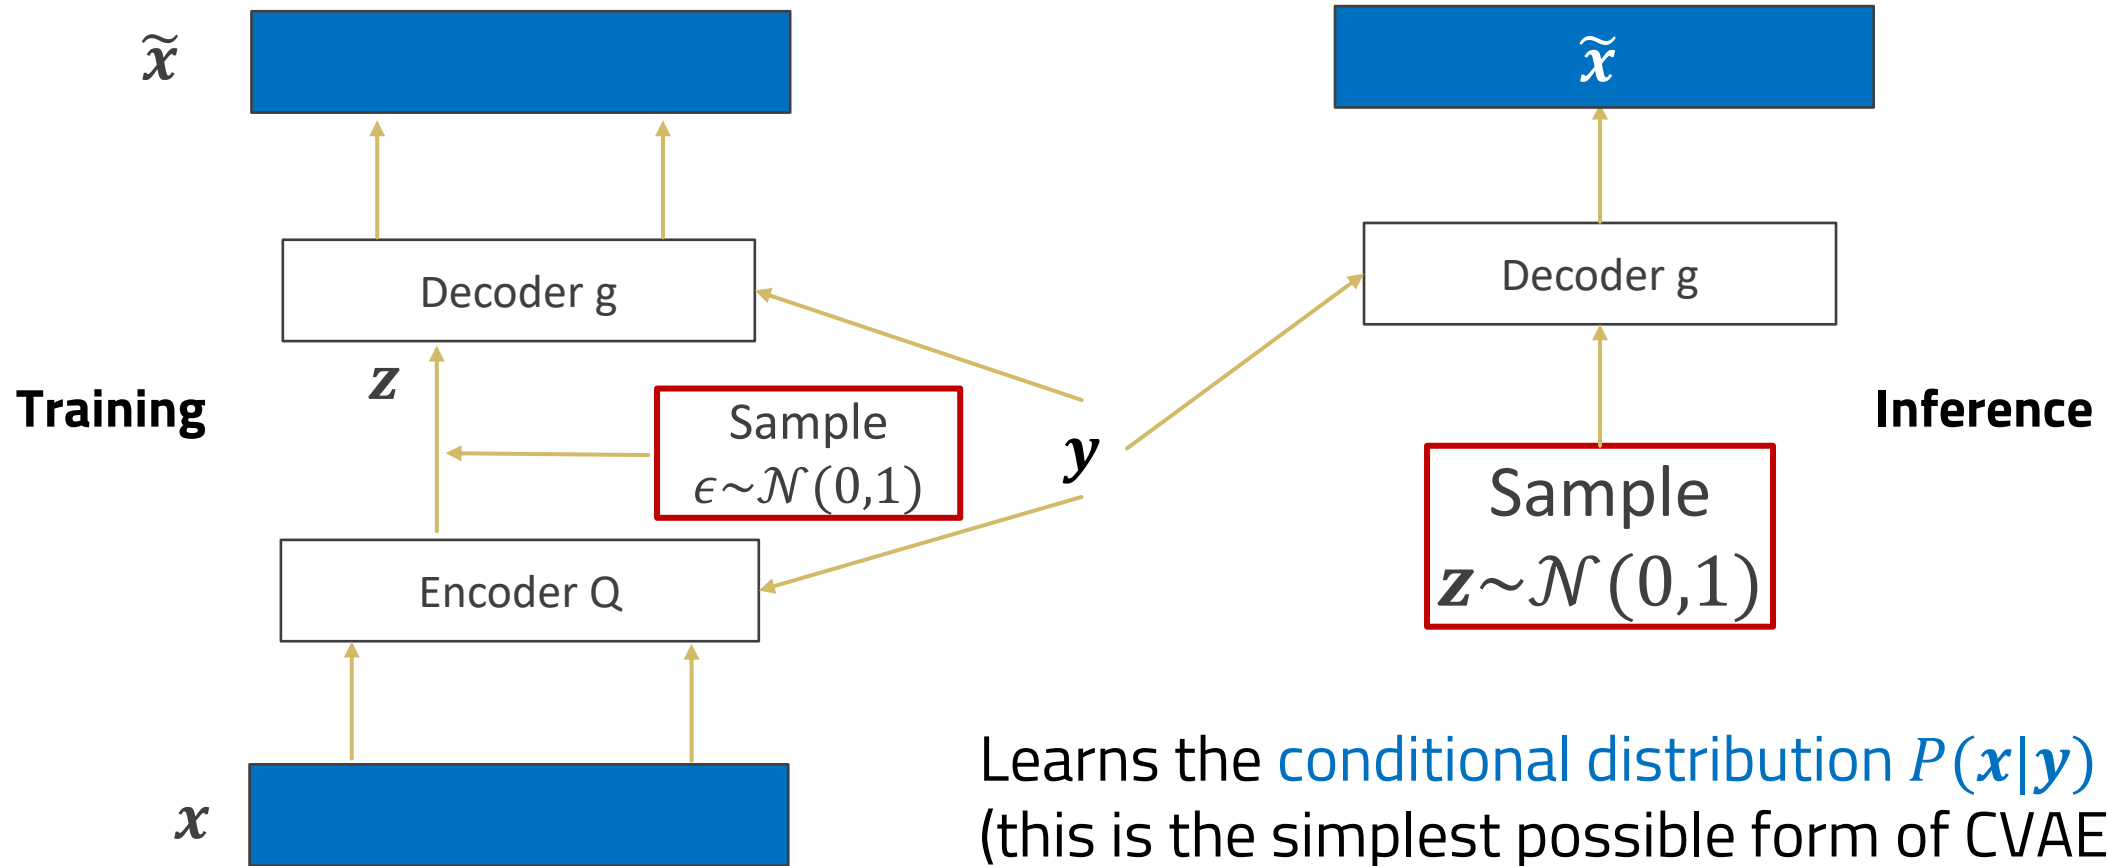 x̃
Decoder g
z
Training
Sample
ϵ~𝒩(0,1)
y
Encoder Q
x
x̃
Decoder g
Inference
Sample
z~𝒩(0,1)
Learns the conditional distribution P(x|y)
(this is the simplest possible form of CVAE